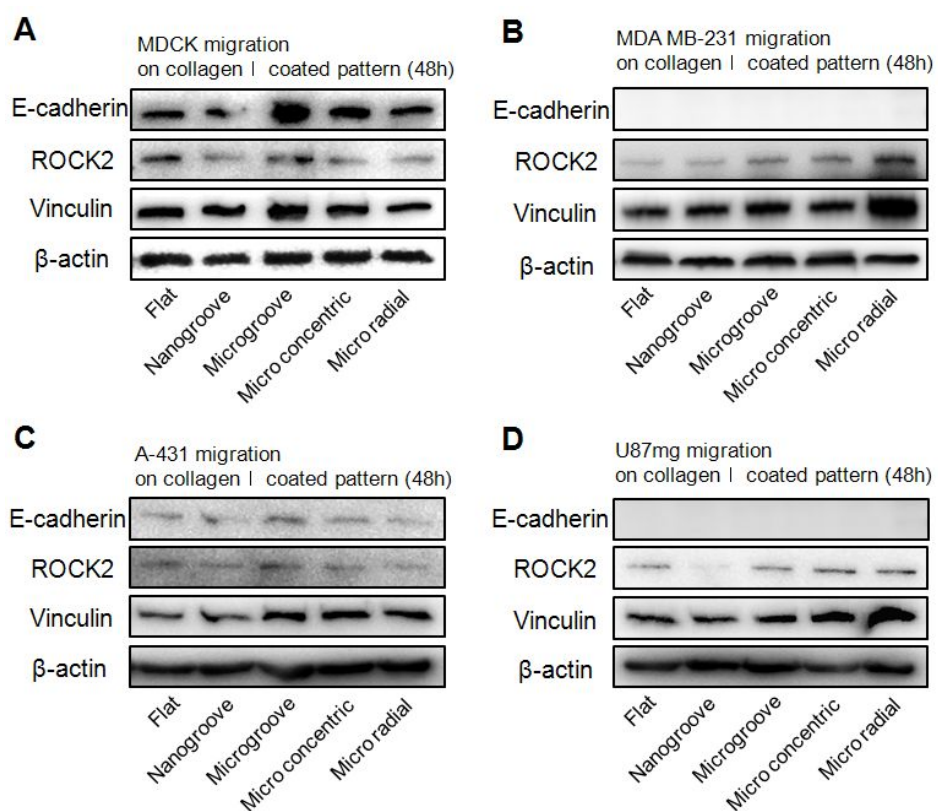 A
MDCK migration
on collagen I coated pattern (48h)
E-cadherin
ROCK2
Vinculin
β-actin
Flat
Nanogroove
Microgroove
Micro concentric
Micro radial
B
MDA MB-231 migration
on collagen I coated pattern (48h)
E-cadherin
ROCK2
Vinculin
β-actin
Flat
Nanogroove
Microgroove
Micro concentric
Micro radial
C
A-431 migration
on collagen I coated pattern (48h)
E-cadherin
ROCK2
Vinculin
β-actin
Flat
Nanogroove
Microgroove
Micro concentric
Micro radial
D
U87mg migration
on collagen I coated pattern (48h)
E-cadherin
ROCK2
Vinculin
β-actin
Flat
Nanogroove
Microgroove
Micro concentric
Micro radial